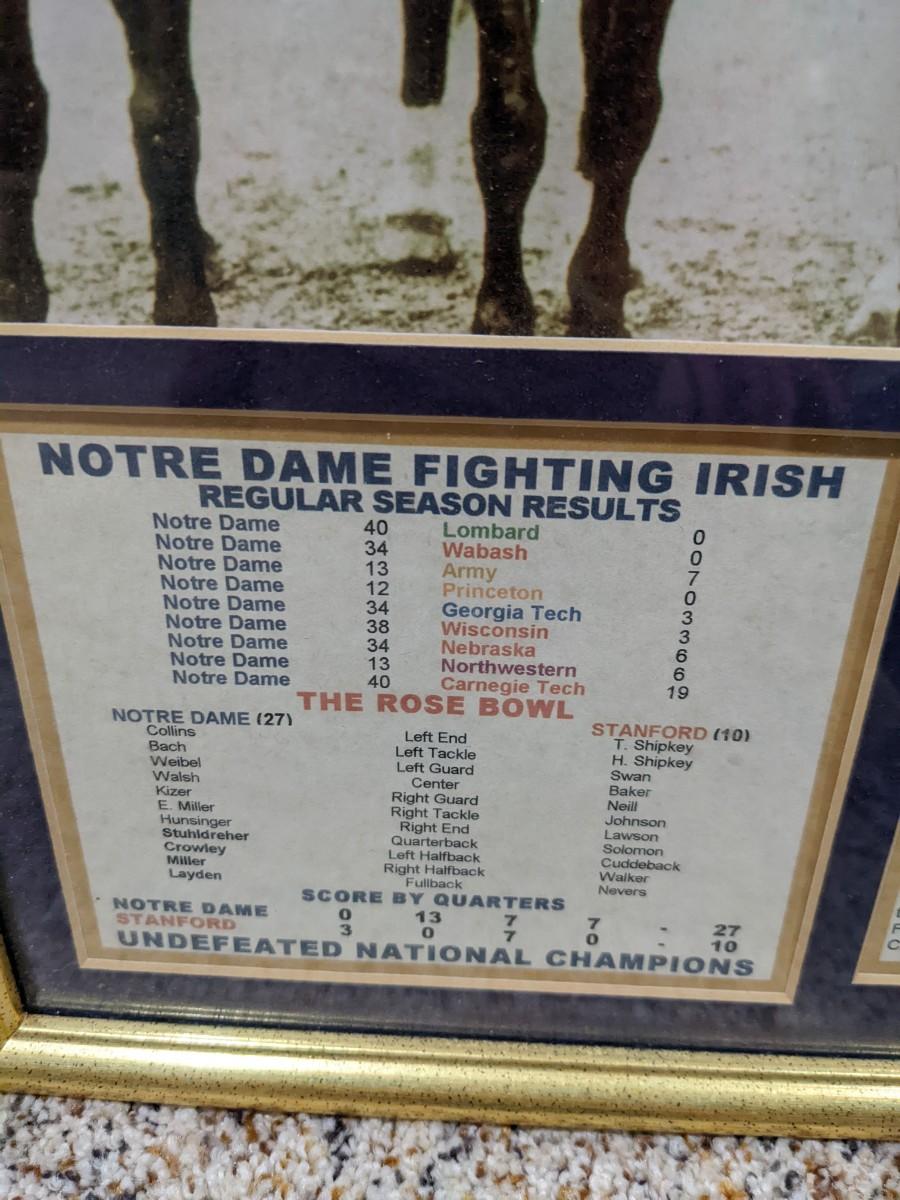 NOTRE DAME FIGHTING IRISH
REGULAR SEASON RESULTS
Notre Dame 40 Lombard 0
Notre Dame 34 Wabash 0
Notre Dame 13 Army 7
Notre Dame 12 Princeton 0
Notre Dame 34 Georgia Tech 3
Notre Dame 38 Wisconsin 3
Notre Dame 34 Nebraska 6
Notre Dame 13 Northwestern 6
Notre Dame 40 Carnegie Tech 19
THE ROSE BOWL
NOTRE DAME (27) STANFORD (10)
Collins Left End T. Shipkey
Bach Left Tackle H. Shipkey
Weibel Left Guard Swan
Walsh Center Baker
Kizer Right Guard Neill
E. Miller Right Tackle Johnson
Hunsinger Right End Lawson
Stuhldreher Quarterback Solomon
Crowley Left Halfback Cuddeback
Miller Right Halfback Walker
Layden Fullback Nevers
SCORE BY QUARTERS
NOTRE DAME 0 13 7 7 - 27
STANFORD 3 0 7 0 - 10
UNDEFEATED NATIONAL CHAMPIONS